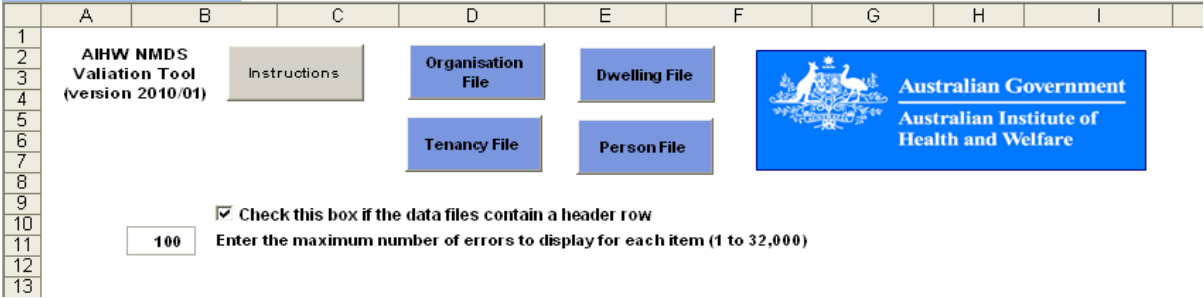 A B C D E F G H I
1
2
3
4
5
6
7
8
9
10
11
12
13
AIHW NMDS
Valiation Tool
(version 2010/01)
Instructions
Organisation
File
Dwelling File
Tenancy File
Person File
Australian Government
Australian Institute of
Health and Welfare
Check this box if the data files contain a header row
100 Enter the maximum number of errors to display for each item (1 to 32,000)